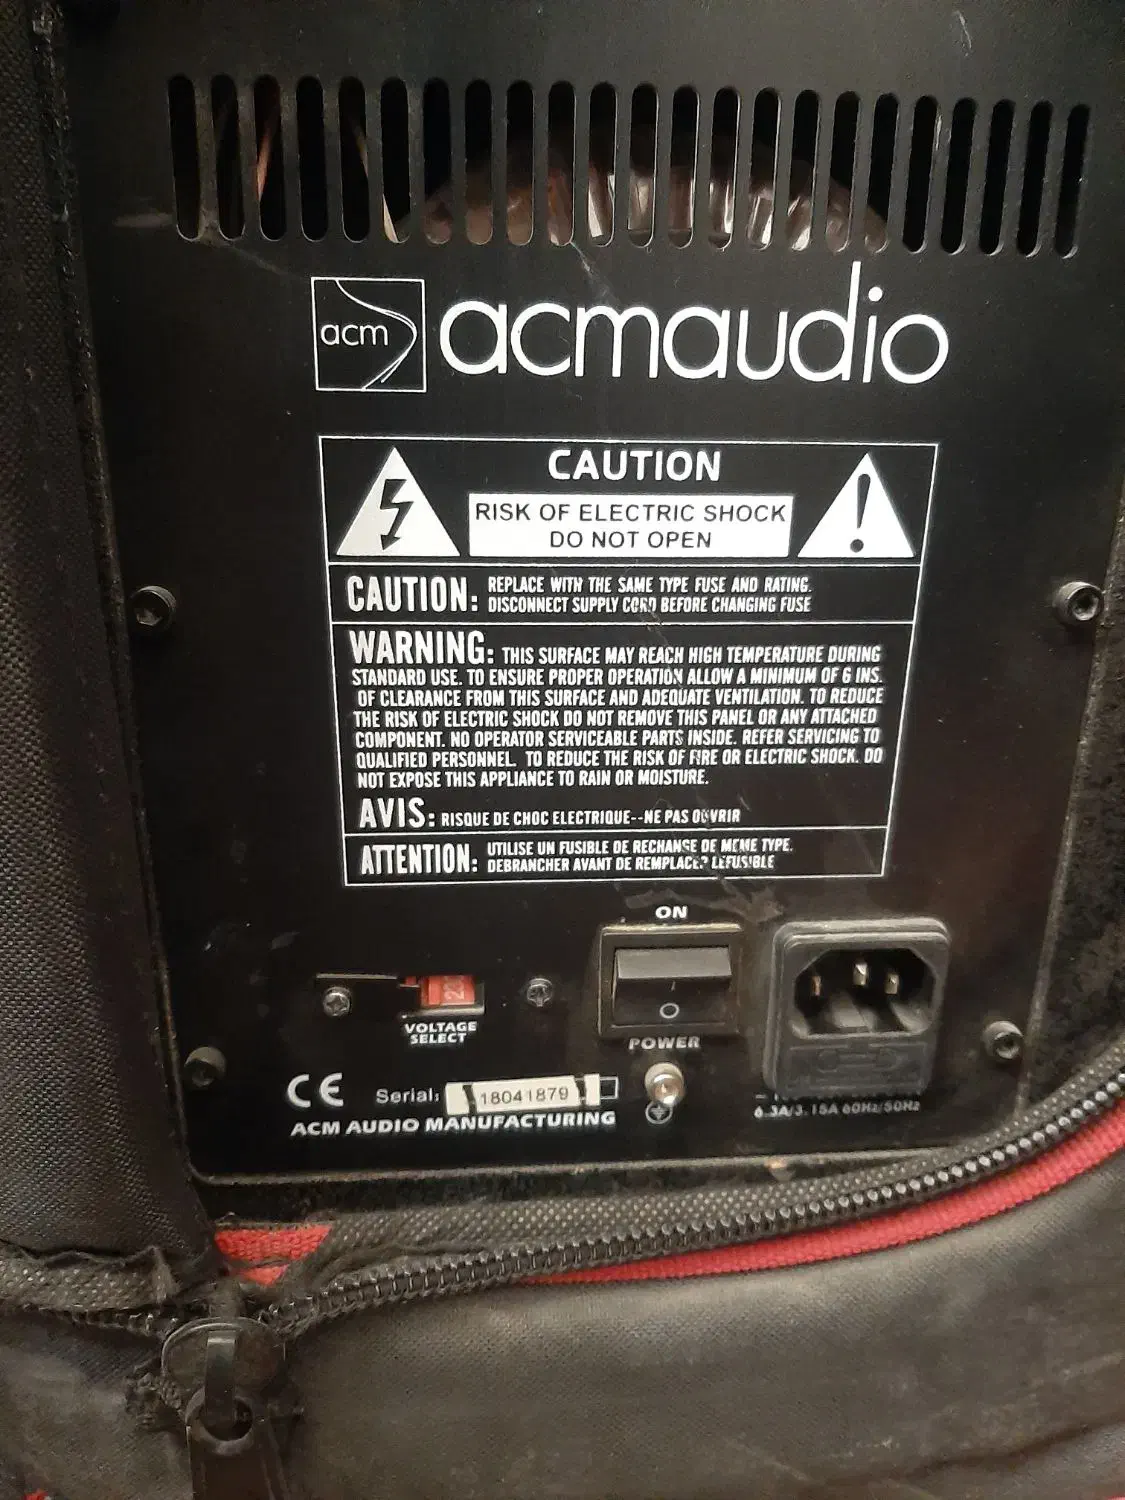 acm
acmaudio
CAUTION
RISK OF ELECTRIC SHOCK
DO NOT OPEN
CAUTION: REPLACE WITH THE SAME TYPE FUSE AND RATING.
DISCONNECT SUPPLY CORD BEFORE CHANGING FUSE
WARNING: THIS SURFACE MAY REACH HIGH TEMPERATURE DURING
STANDARD USE. TO ENSURE PROPER OPERATION ALLOW A MINIMUM OF 6 INS.
OF CLEARANCE FROM THIS SURFACE AND ADEQUATE VENTILATION. TO REDUCE
THE RISK OF ELECTRIC SHOCK DO NOT REMOVE THIS PANEL OR ANY ATTACHED
COMPONENT. NO OPERATOR SERVICEABLE PARTS INSIDE. REFER SERVICING TO
QUALIFIED PERSONNEL. TO REDUCE THE RISK OF FIRE OR ELECTRIC SHOCK. DO
NOT EXPOSE THIS APPLIANCE TO RAIN OR MOISTURE.
AVIS: RISQUE DE CHOC ELECTRIQUE--NE PAS OUVRIR
ATTENTION: UTILISE UN FUSIBLE DE RECHANGE DE MEME TYPE.
DEBRANCHER AVANT DE REMPLACER LEFUSIBLE
ON
VOLTAGE
SELECT
POWER
CE Serial: 18041879
ACM AUDIO MANUFACTURING
6.3A/3.15A 60Hz/50Hz